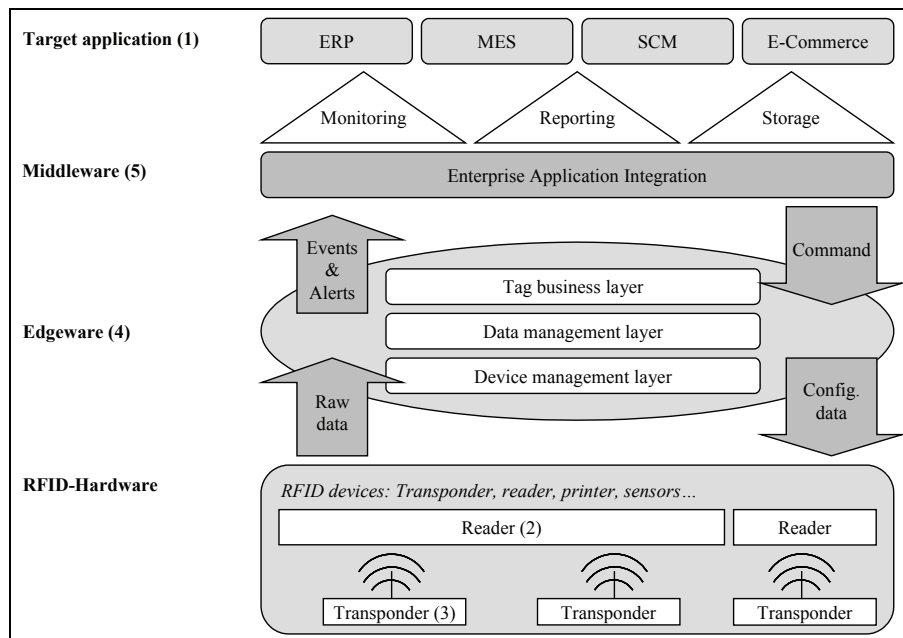 Target application (1)
ERP
MES
SCM
E-Commerce
Monitoring
Reporting
Storage
Middleware (5)
Enterprise Application Integration
Events
&
Alerts
Command
Tag business layer
Edgeware (4)
Data management layer
Device management layer
Raw
data
Config.
data
RFID-Hardware
RFID devices: Transponder, reader, printer, sensors…
Reader (2)
Reader
Transponder (3)
Transponder
Transponder